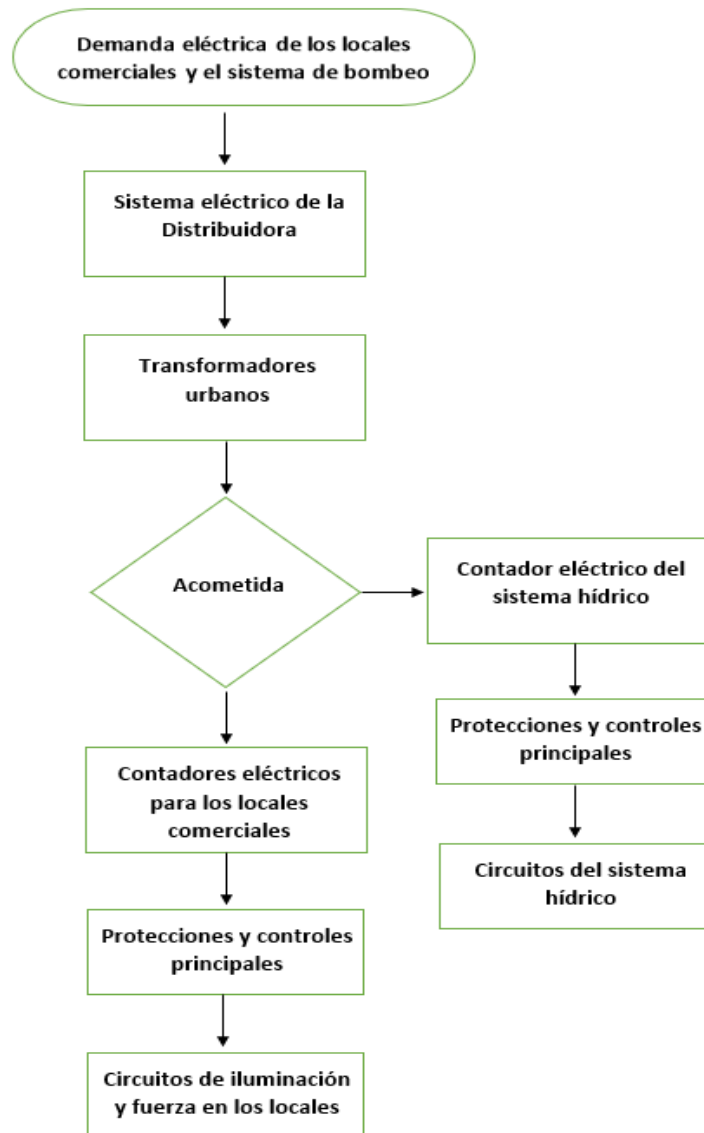 Demanda eléctrica de los locales
comerciales y el sistema de bombeo
Sistema eléctrico de la
Distribuidora
Transformadores
urbanos
Acometida
Contador eléctrico del
sistema hídrico
Protecciones y controles
principales
Circuitos del sistema
hídrico
Contadores eléctricos
para los locales
comerciales
Protecciones y controles
principales
Circuitos de iluminación
y fuerza en los locales